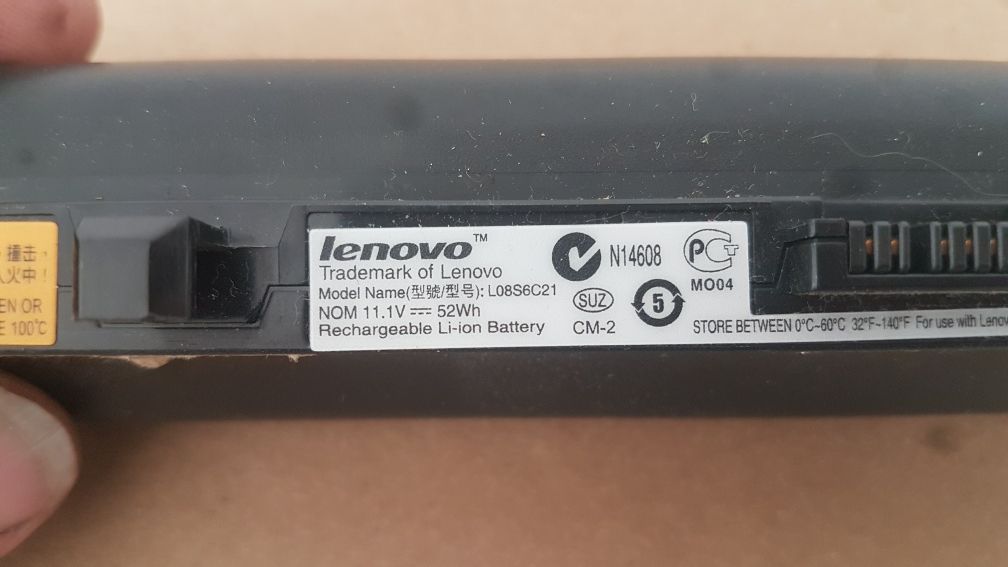 撞击,
入火中!
EN OR
E 100℃
lenovo™
Trademark of Lenovo
Model Name(型號/型号): L08S6C21
NOM 11.1V ⎓ 52Wh
Rechargeable Li-ion Battery
N14608
PCT
MO04
SUZ
5
CM-2
STORE BETWEEN 0°C~60°C 32°F~140°F For use with Lenov